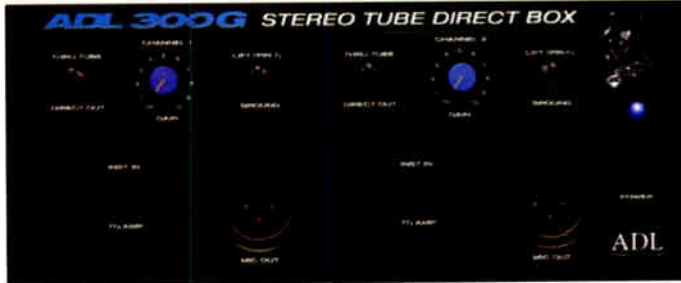 ADL 300G STEREO TUBE DIRECT BOX
CHANNEL 1
CHANNEL 2
THRU TUBE
LIFT (PIN 1)
THRU TUBE
LIFT (PIN 1)
DIRECT OUT
GROUND
DIRECT OUT
GROUND
GAIN
GAIN
INST IN
INST IN
POWER
TO AMP
TO AMP
ADL
MIC OUT
MIC OUT